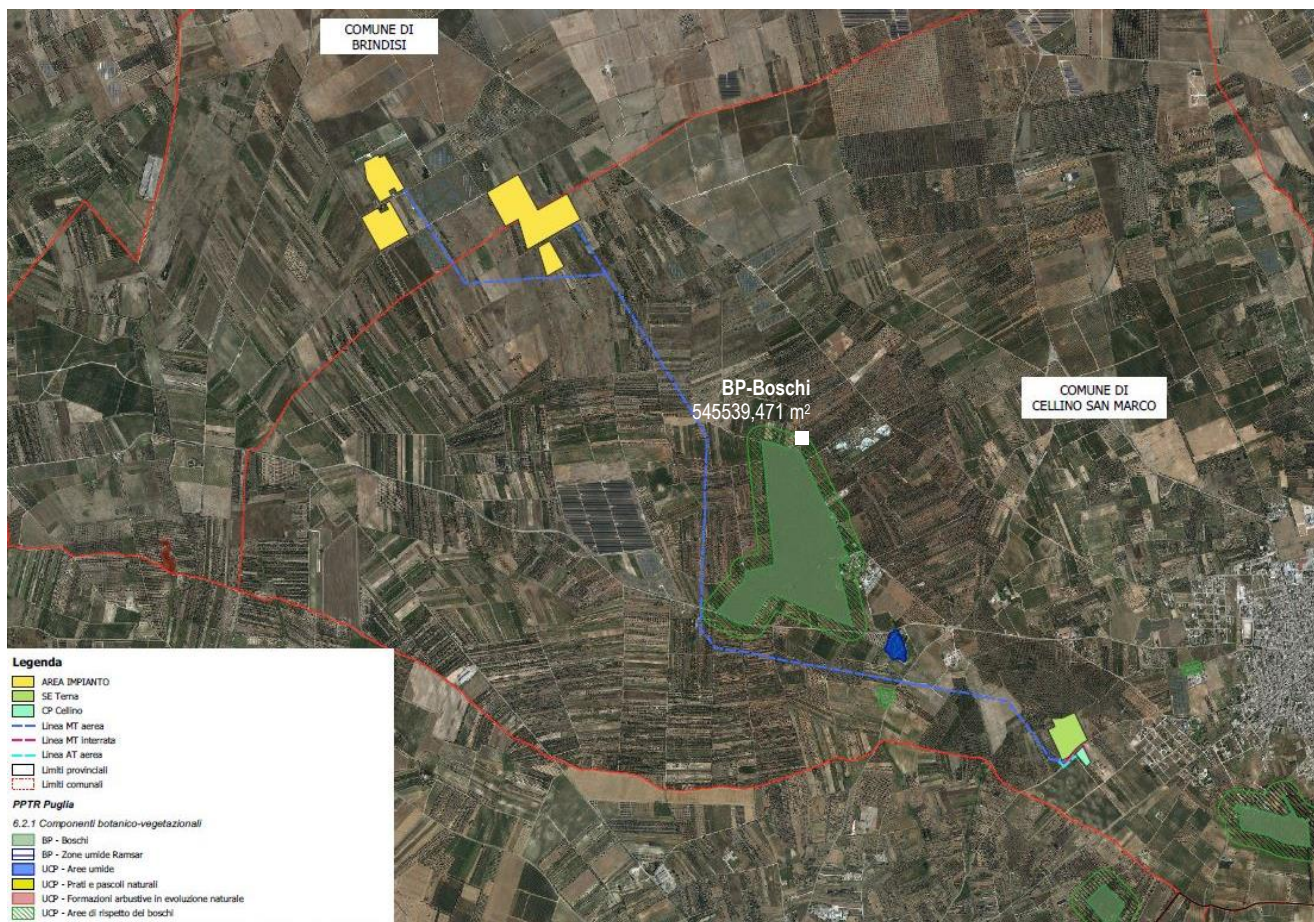 COMUNE DI
BRINDISI
BP-Boschi
545539,471 m²
COMUNE DI
CELLINO SAN MARCO
Legenda
AREA IMPIANTO
SE Terna
CP Cellino
Linea MT aerea
Linea MT interrata
Linea AT aerea
Limiti provinciali
Limiti comunali
PPTR Puglia
6.2.1 Componenti botanico-vegetazionali
BP - Boschi
BP - Zone umide Ramsar
UCP - Aree umide
UCP - Prati e pascoli naturali
UCP - Formazioni arbustive in evoluzione naturale
UCP - Aree di rispetto dei boschi